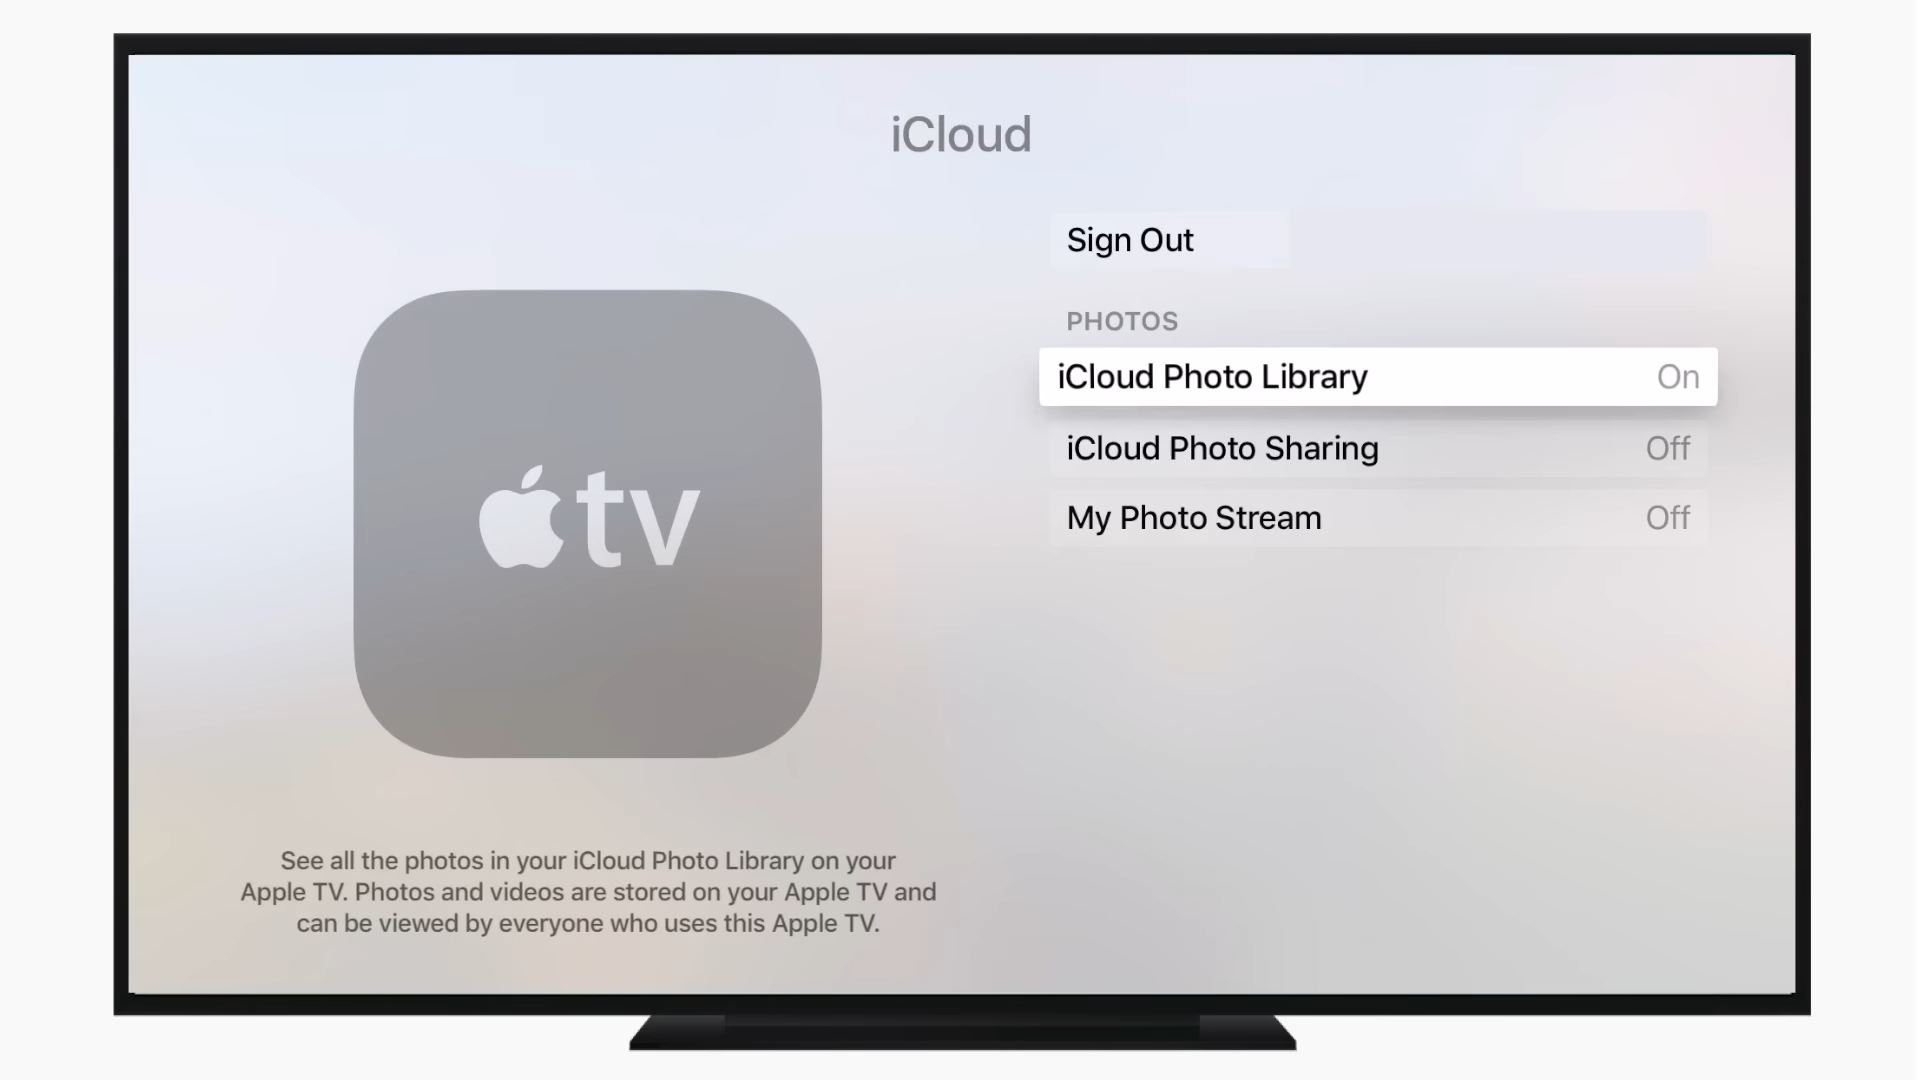 iCloud
Sign Out
PHOTOS
iCloud Photo Library On
iCloud Photo Sharing Off
My Photo Stream Off
tv
See all the photos in your iCloud Photo Library on your
Apple TV. Photos and videos are stored on your Apple TV and
can be viewed by everyone who uses this Apple TV.